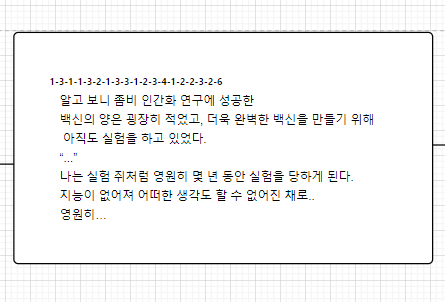 1-3-1-1-3-2-1-3-3-1-2-3-4-1-2-2-3-2-6
알고 보니 좀비 인간화 연구에 성공한
백신의 양은 굉장히 적었고, 더욱 완벽한 백신을 만들기 위해
아직도 실험을 하고 있었다.
“...”
나는 실험 쥐처럼 영원히 몇 년 동안 실험을 당하게 된다.
지능이 없어져 어떠한 생각도 할 수 없어진 채로..
영원히...